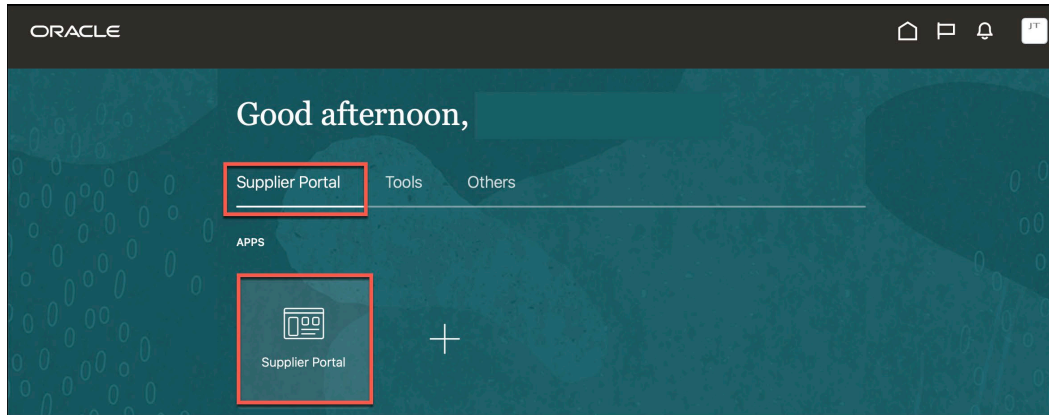 ORACLE
JT
Good afternoon,
Supplier Portal Tools Others
APPS
Supplier Portal